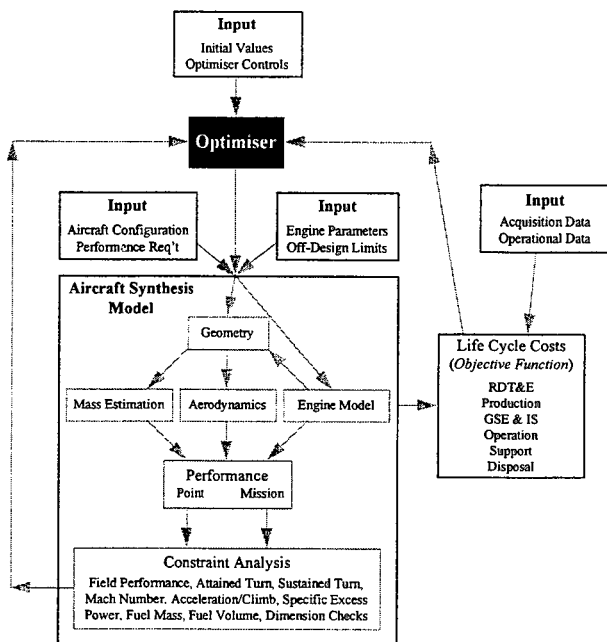 Input
Initial Values
Optimiser Controls
Optimiser
Input
Aircraft Configuration
Performance Req't
Input
Engine Parameters
Off-Design Limits
Input
Acquisition Data
Operational Data
Aircraft Synthesis
Model
Geometry
Mass Estimation
Aerodynamics
Engine Model
Performance
Point Mission
Constraint Analysis
Field Performance, Attained Turn, Sustained Turn,
Mach Number, Acceleration/Climb, Specific Excess
Power, Fuel Mass, Fuel Volume, Dimension Checks
Life Cycle Costs
(Objective Function)
RDT&E
Production
GSE & IS
Operation
Support
Disposal